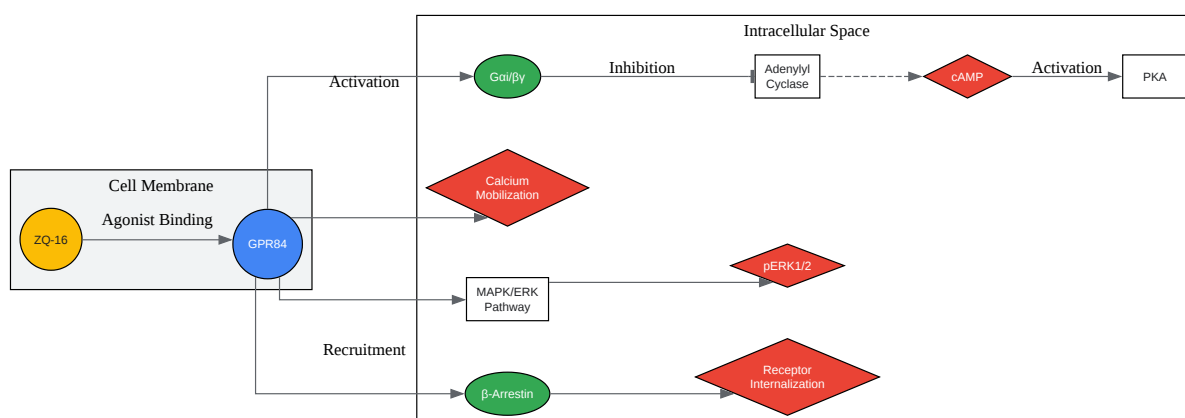 Intracellular Space
Activation
Gαi/βγ
Inhibition
Adenylyl
Cyclase
cAMP
Activation
PKA
Cell Membrane
Agonist Binding
ZQ-16
GPR84
Calcium
Mobilization
MAPK/ERK
Pathway
pERK1/2
Recruitment
β-Arrestin
Receptor
Internalization